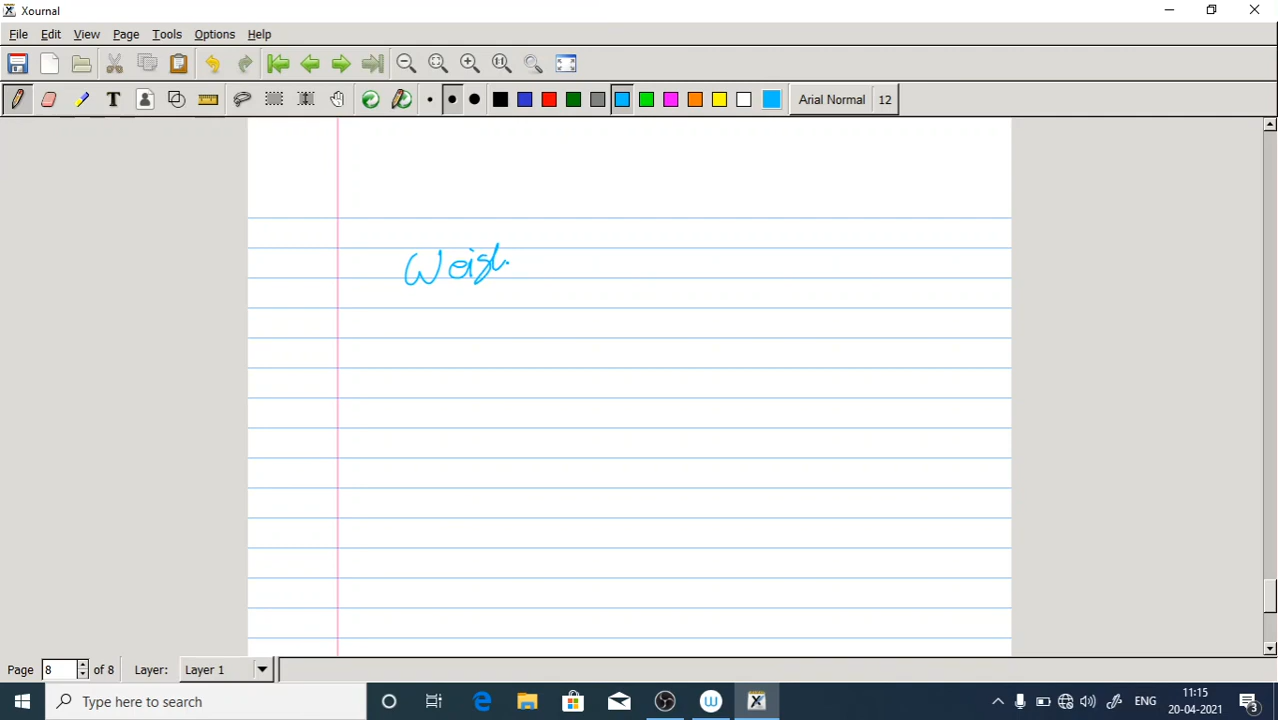 Xournal
File Edit View Page Tools Options Help
Arial Normal 12
Weigh
Page 8 of 8 Layer: Layer 1
Type here to search
ENG
11:15
20-04-2021
3